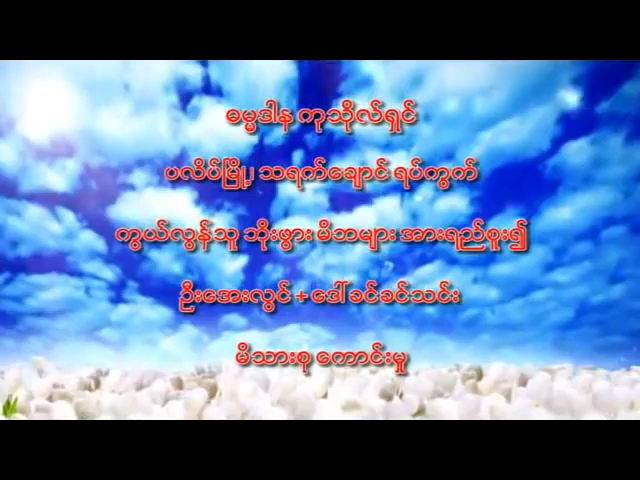 ဓမ္မဒါန ကုသိုလ်ရှင်
ပလိပ်မြို့၊ သရက်ချောင် ရပ်ကွက်
ကွယ်လွန်သူ ဘိုးဖွား မိဘများ အားရည်စူး၍
ဦးအေးလွင် + ဒေါ်ခင်ခင်သင်း
မိသားစု ကောင်းမှု